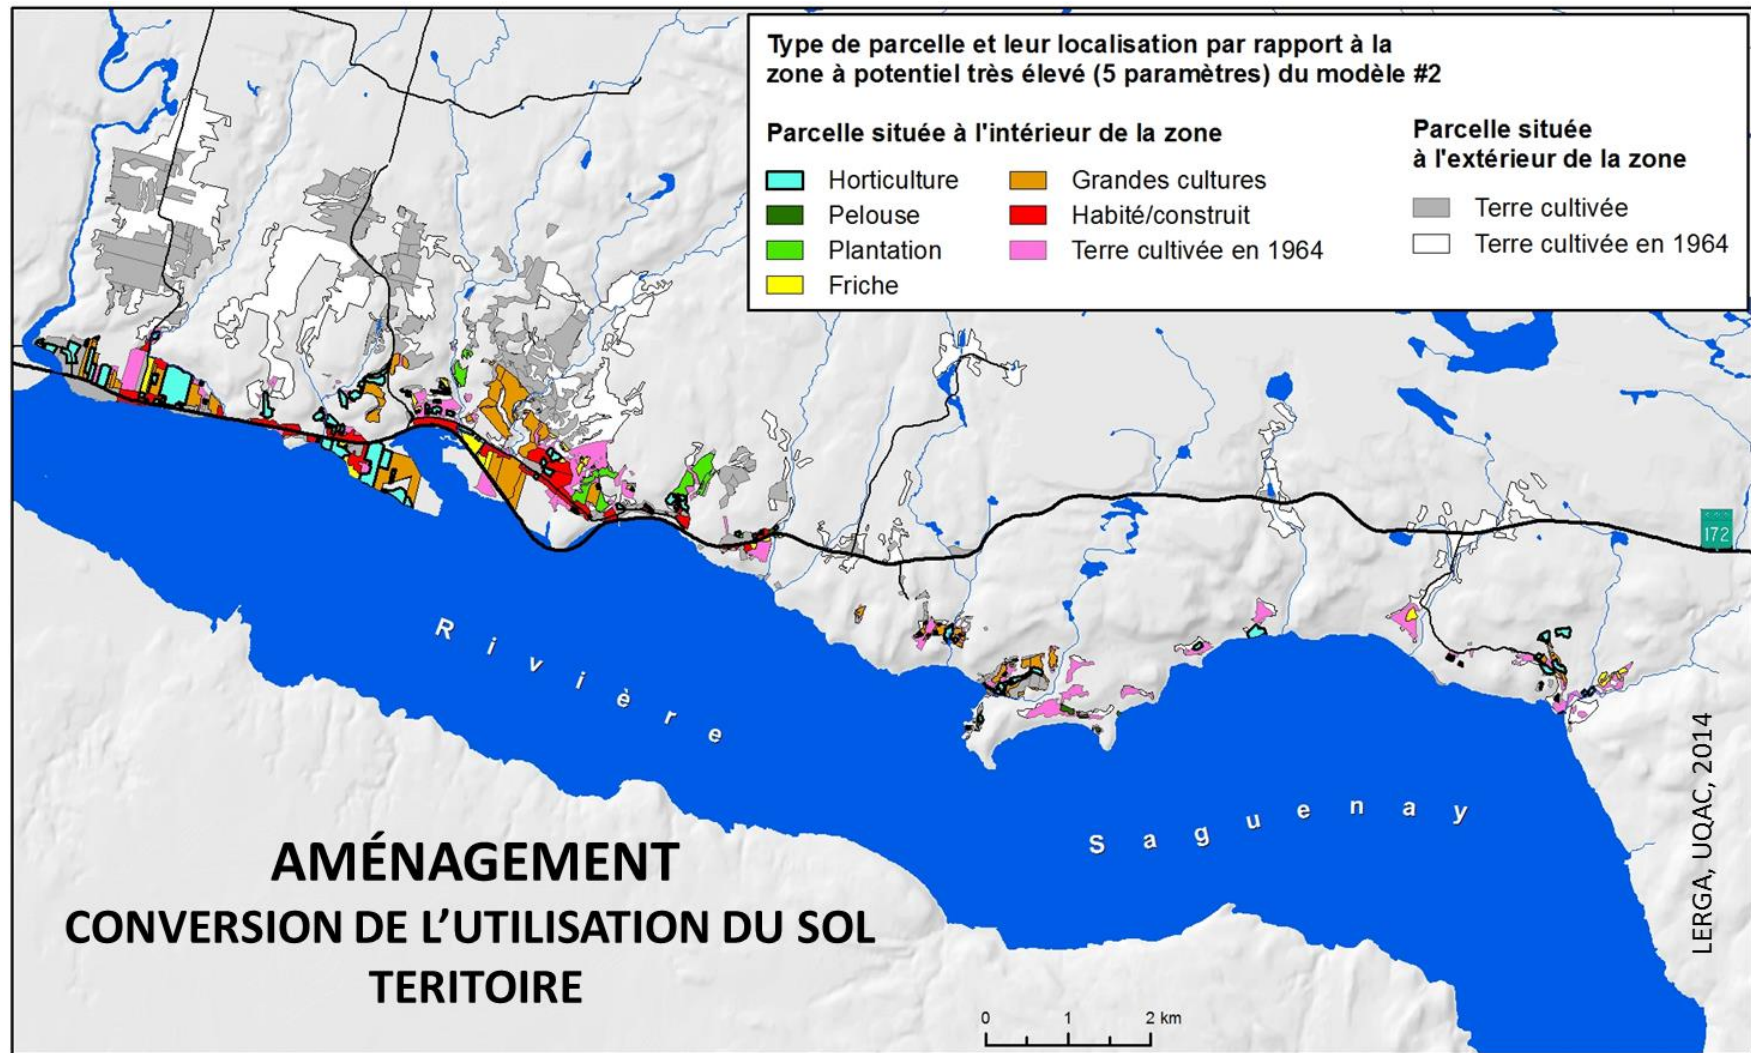 Type de parcelle et leur localisation par rapport à la
zone à potentiel très élevé (5 paramètres) du modèle #2
Parcelle située à l'intérieur de la zone
Horticulture
Pelouse
Plantation
Friche
Grandes cultures
Habité/construit
Terre cultivée en 1964
Parcelle située
à l'extérieur de la zone
Terre cultivée
Terre cultivée en 1964
172
Rivière
Saguenay
AMÉNAGEMENT
CONVERSION DE L'UTILISATION DU SOL
TERITOIRE
0 1 2 km
LERGA, UQAC, 2014